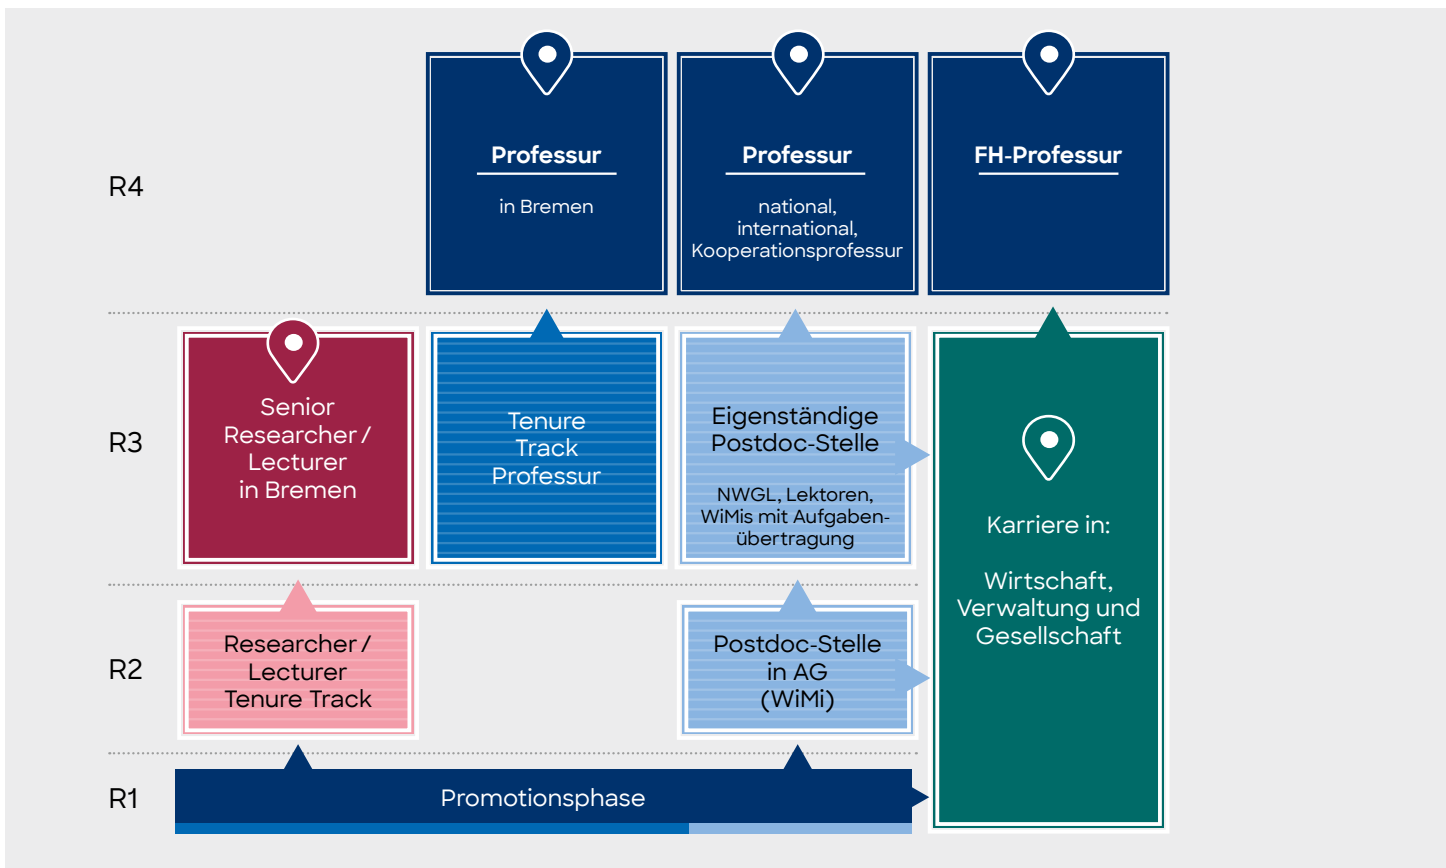 R4
Professur
in Bremen
Professur
national,
international,
Kooperationsprofessur
FH-Professur
R3
Senior
Researcher /
Lecturer
in Bremen
Tenure
Track
Professur
Eigenständige
Postdoc-Stelle
NWGL, Lektoren,
WiMis mit Aufgaben-
übertragung
Karriere in:
Wirtschaft,
Verwaltung und
Gesellschaft
R2
Researcher /
Lecturer
Tenure Track
Postdoc-Stelle
in AG
(WiMi)
R1
Promotionsphase